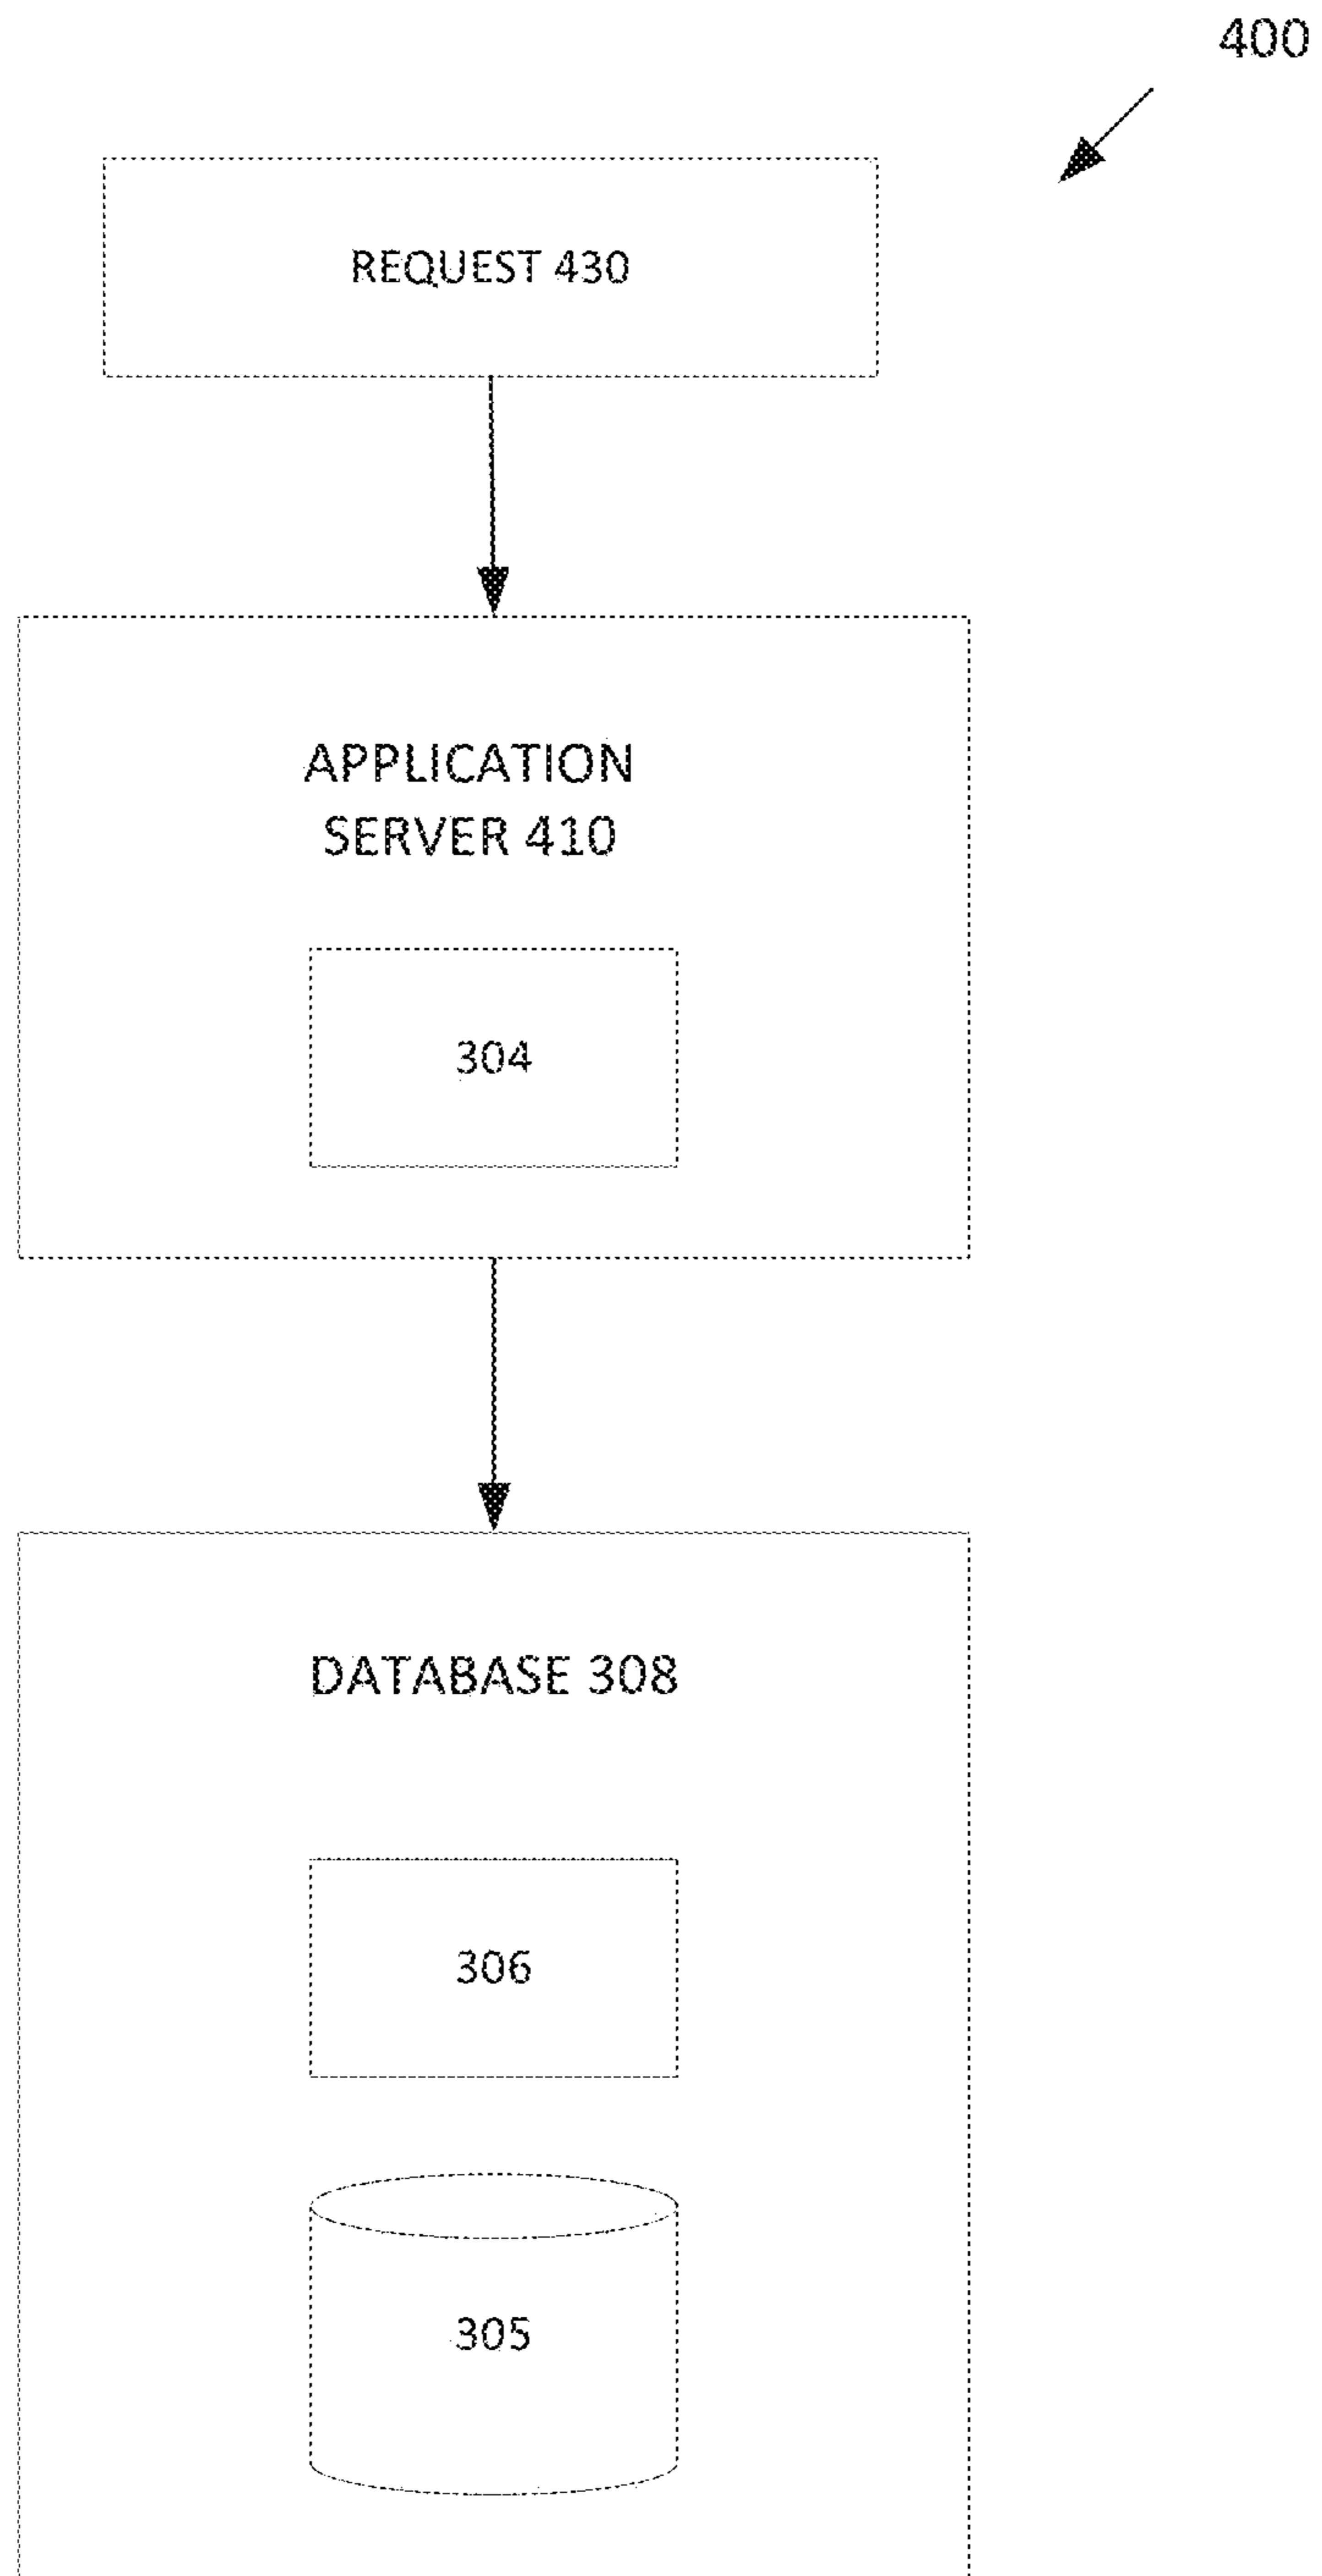 400
REQUEST 430
APPLICATION
SERVER 410
304
DATABASE 308
306
305